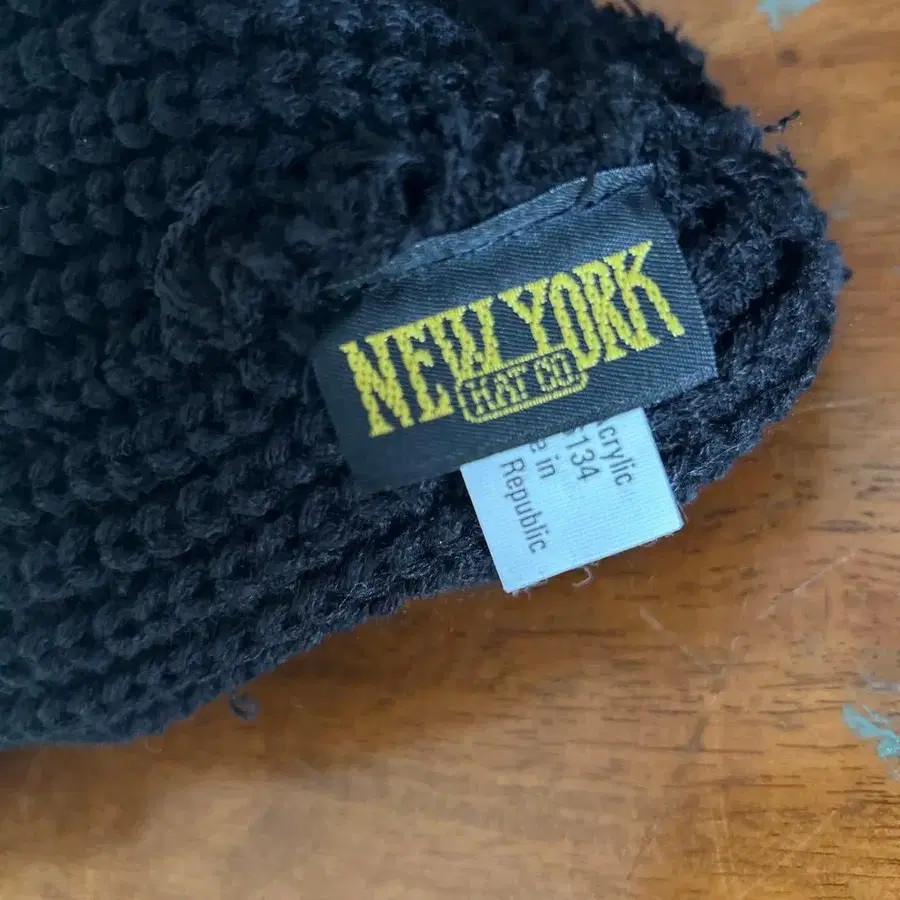 NEW YORK
HAT CO
crylic
134
e in
Republic